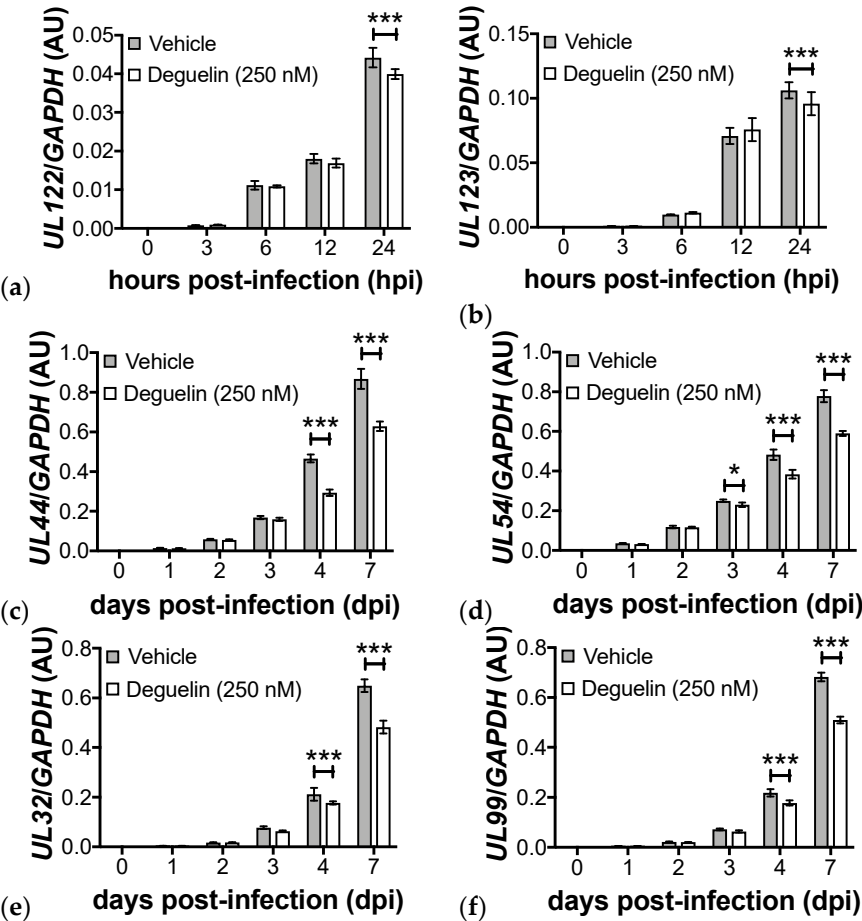 UL122/GAPDH (AU)
0.05
0.04
0.03
0.02
0.01
0.00
Vehicle
Deguelin (250 nM)
***
0 3 6 12 24
hours post-infection (hpi)
(a)
UL123/GAPDH (AU)
0.15
0.10
0.05
0.00
Vehicle
Deguelin (250 nM)
***
0 3 6 12 24
hours post-infection (hpi)
(b)
UL44/GAPDH (AU)
1.0
0.8
0.6
0.4
0.2
0.0
Vehicle
Deguelin (250 nM)
***
***
0 1 2 3 4 7
days post-infection (dpi)
(c)
UL54/GAPDH (AU)
1.0
0.8
0.6
0.4
0.2
0.0
Vehicle
Deguelin (250 nM)
***
***
*
0 1 2 3 4 7
days post-infection (dpi)
(d)
UL32/GAPDH (AU)
0.8
0.6
0.4
0.2
0.0
Vehicle
Deguelin (250 nM)
***
***
0 1 2 3 4 7
days post-infection (dpi)
(e)
UL99/GAPDH (AU)
0.8
0.6
0.4
0.2
0.0
Vehicle
Deguelin (250 nM)
***
***
0 1 2 3 4 7
days post-infection (dpi)
(f)